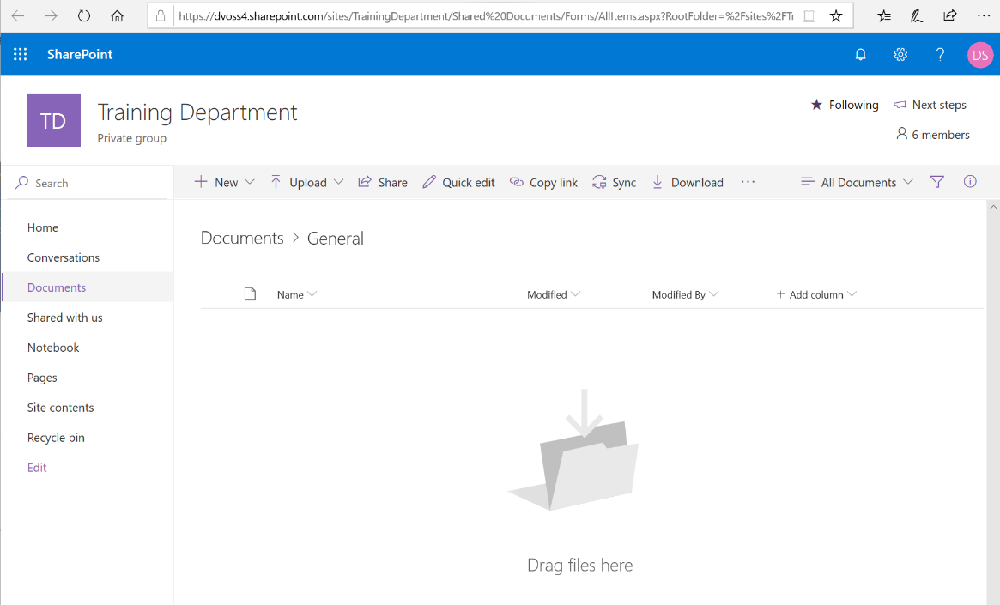 https://dvoss4.sharepoint.com/sites/TrainingDepartment/Shared%20Documents/Forms/AllItems.aspx?RootFolder=%2Fsites%2FTr
SharePoint
DS
TD
Training Department
Private group
Following
Next steps
6 members
Search
New
Upload
Share
Quick edit
Copy link
Sync
Download
All Documents
Home
Conversations
Documents
Shared with us
Notebook
Pages
Site contents
Recycle bin
Edit
Documents > General
Name
Modified
Modified By
+ Add column
Drag files here